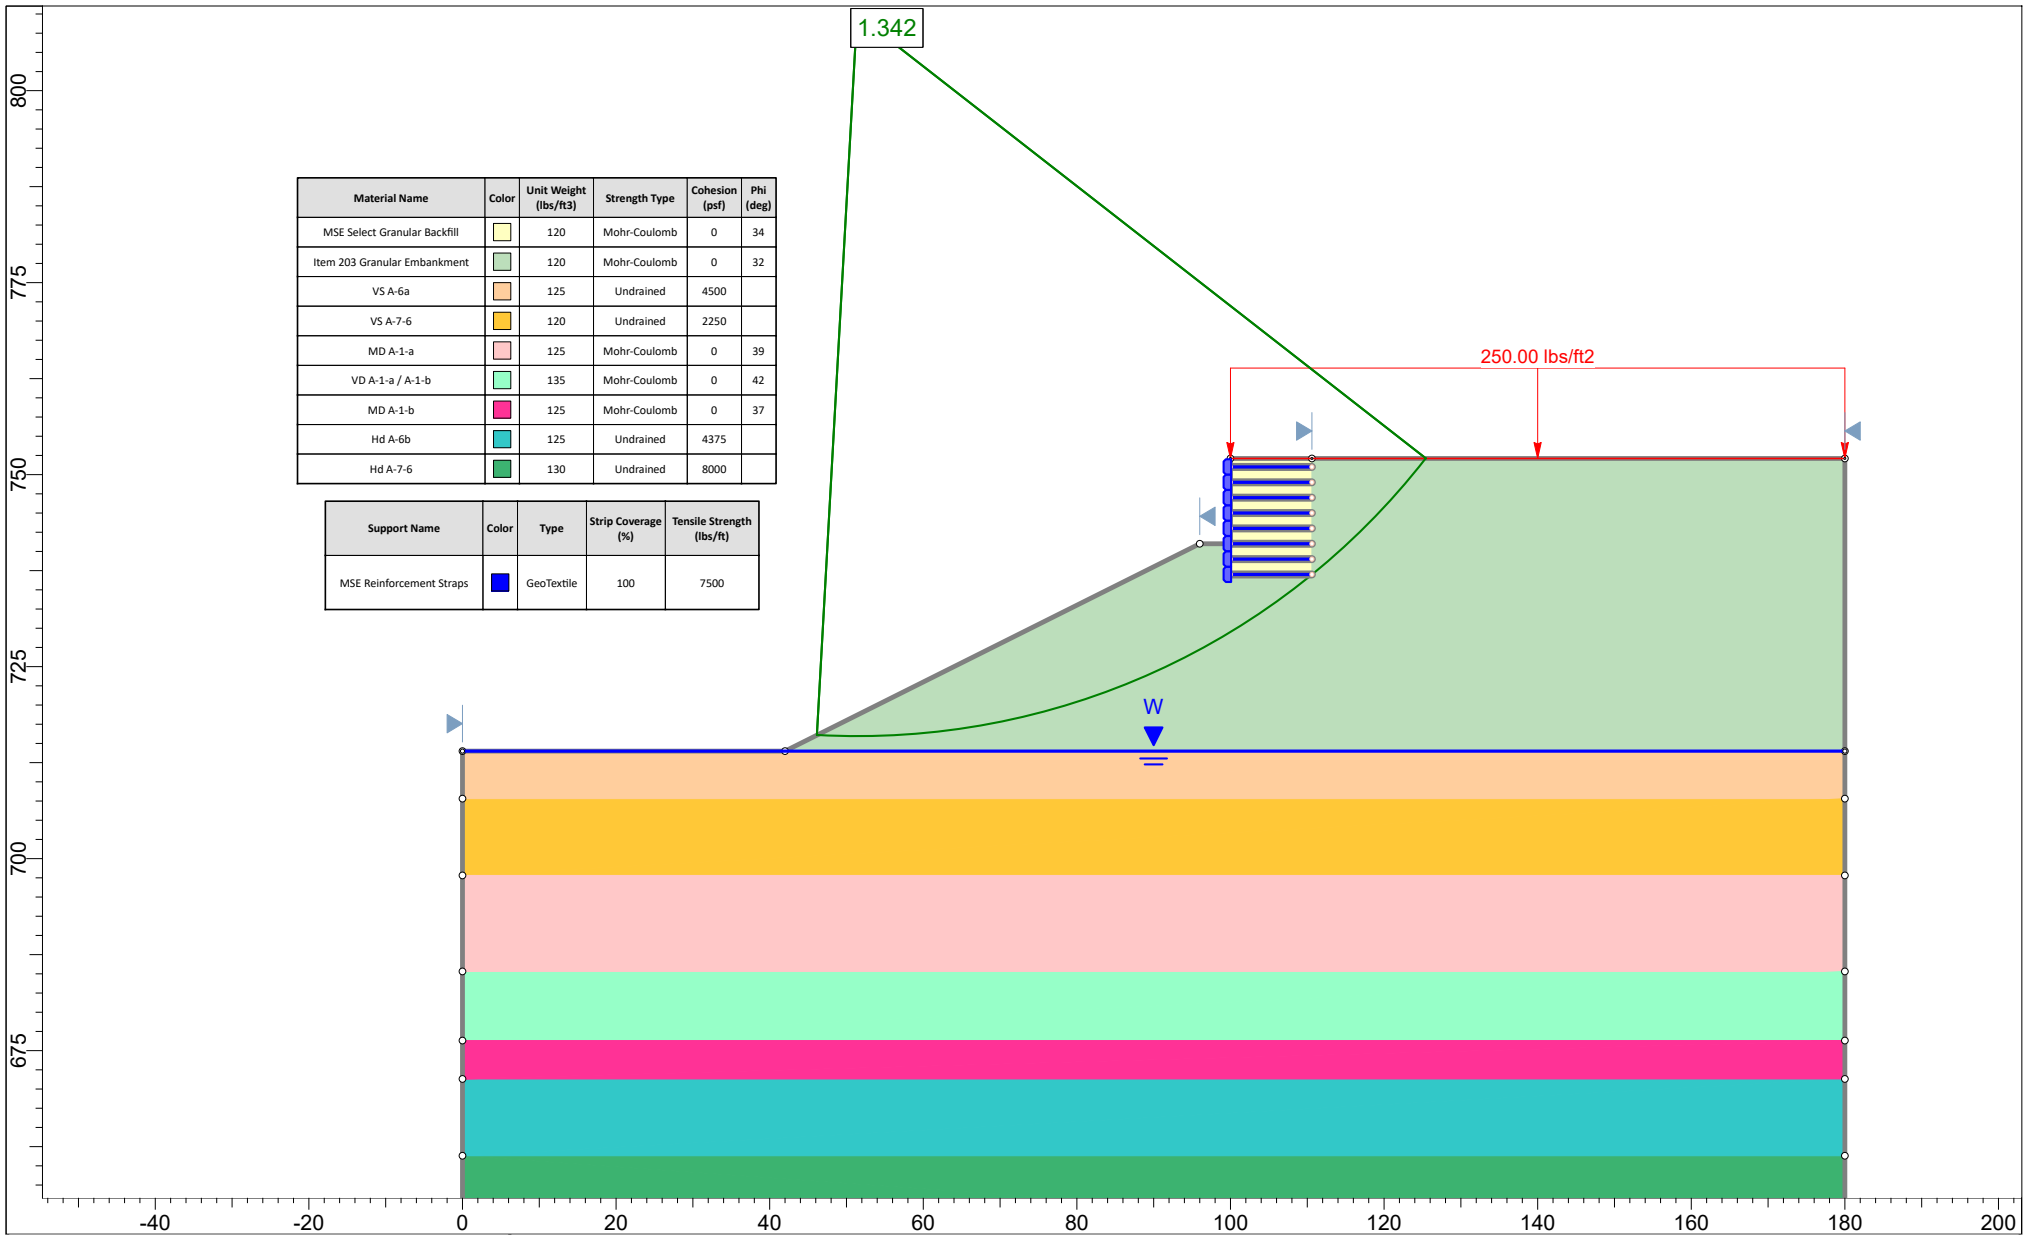 1.342
800
775
750
725
700
675
Material Name Color Unit Weight (lbs/ft3) Strength Type Cohesion (psf) Phi (deg)
MSE Select Granular Backfill 120 Mohr-Coulomb 0 34
Item 203 Granular Embankment 120 Mohr-Coulomb 0 32
VS A-6a 125 Undrained 4500
VS A-7-6 120 Undrained 2250
MD A-1-a 125 Mohr-Coulomb 0 39
VD A-1-a / A-1-b 135 Mohr-Coulomb 0 42
MD A-1-b 125 Mohr-Coulomb 0 37
Hd A-6b 125 Undrained 4375
Hd A-7-6 130 Undrained 8000
Support Name Color Type Strip Coverage (%) Tensile Strength (lbs/ft)
MSE Reinforcement Straps GeoTextile 100 7500
250.00 lbs/ft2
W
-40 -20 0 20 40 60 80 100 120 140 160 180 200